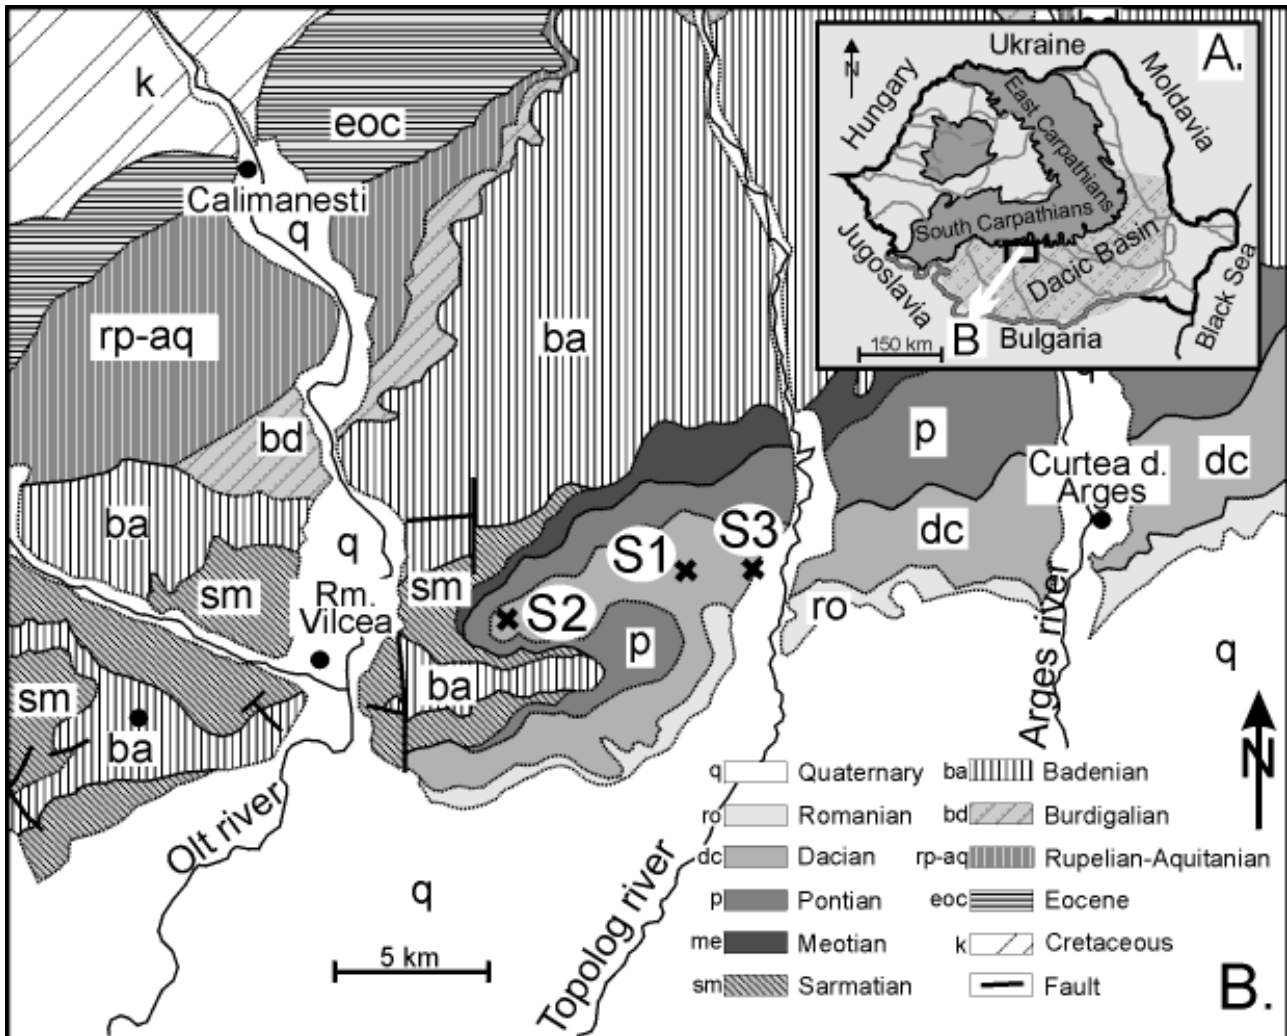 A.
N
Ukraine
Hungary
Moldavia
East Carpathians
South Carpathians
Jugoslavia
Dacic Basin
Black Sea
B
Bulgaria
150 km
k
eoc
Calimanesti
q
rp-aq
ba
bd
p
Curtea d.
Arges
dc
ba
q
S1
S3
dc
sm
Rm.
Vilcea
sm
S2
ro
p
q
sm
ba
ba
Arges river
N
Olt river
Topolog river
q
5 km
q Quaternary
ro Romanian
dc Dacian
p Pontian
me Meotian
sm Sarmatian
ba Badenian
bd Burdigalian
rp-aq Rupelian-Aquitanian
eoc Eocene
k Cretaceous
Fault
B.